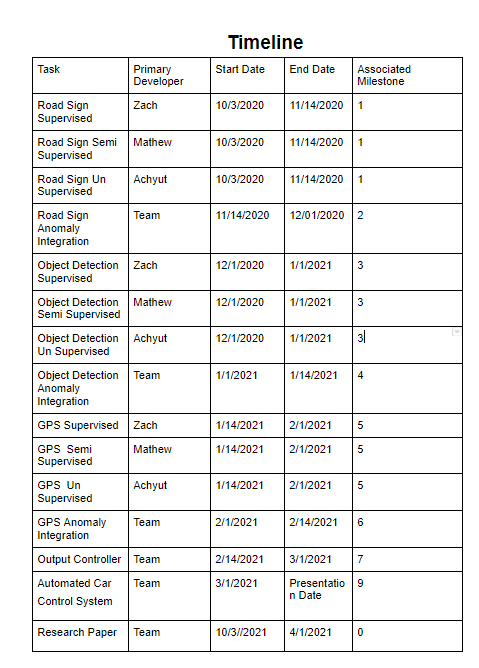 Timeline
Task Primary Developer Start Date End Date Associated Milestone
Road Sign Supervised Zach 10/3/2020 11/14/2020 1
Road Sign Semi Supervised Mathew 10/3/2020 11/14/2020 1
Road Sign Un Supervised Achyut 10/3/2020 11/14/2020 1
Road Sign Anomaly Integration Team 11/14/2020 12/01/2020 2
Object Detection Supervised Zach 12/1/2020 1/1/2021 3
Object Detection Semi Supervised Mathew 12/1/2020 1/1/2021 3
Object Detection Un Supervised Achyut 12/1/2020 1/1/2021 3
Object Detection Anomaly Integration Team 1/1/2021 1/14/2021 4
GPS Supervised Zach 1/14/2021 2/1/2021 5
GPS Semi Supervised Mathew 1/14/2021 2/1/2021 5
GPS Un Supervised Achyut 1/14/2021 2/1/2021 5
GPS Anomaly Integration Team 2/1/2021 2/14/2021 6
Output Controller Team 2/14/2021 3/1/2021 7
Automated Car Control System Team 3/1/2021 Presentation Date 9
Research Paper Team 10/3//2021 4/1/2021 0